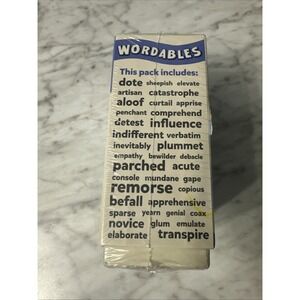 WORDABLES
This pack includes:
dote sheepish elevate
artisan catastrophe
aloof curtail apprise
penchant comprehend
detest influence
indifferent verbatim
inevitably plummet
empathy bewilder debacle
parched acute
console mundane gape
remorse copious
befall apprehensive
sparse yearn genial coax
novice glum emulate
elaborate transpire